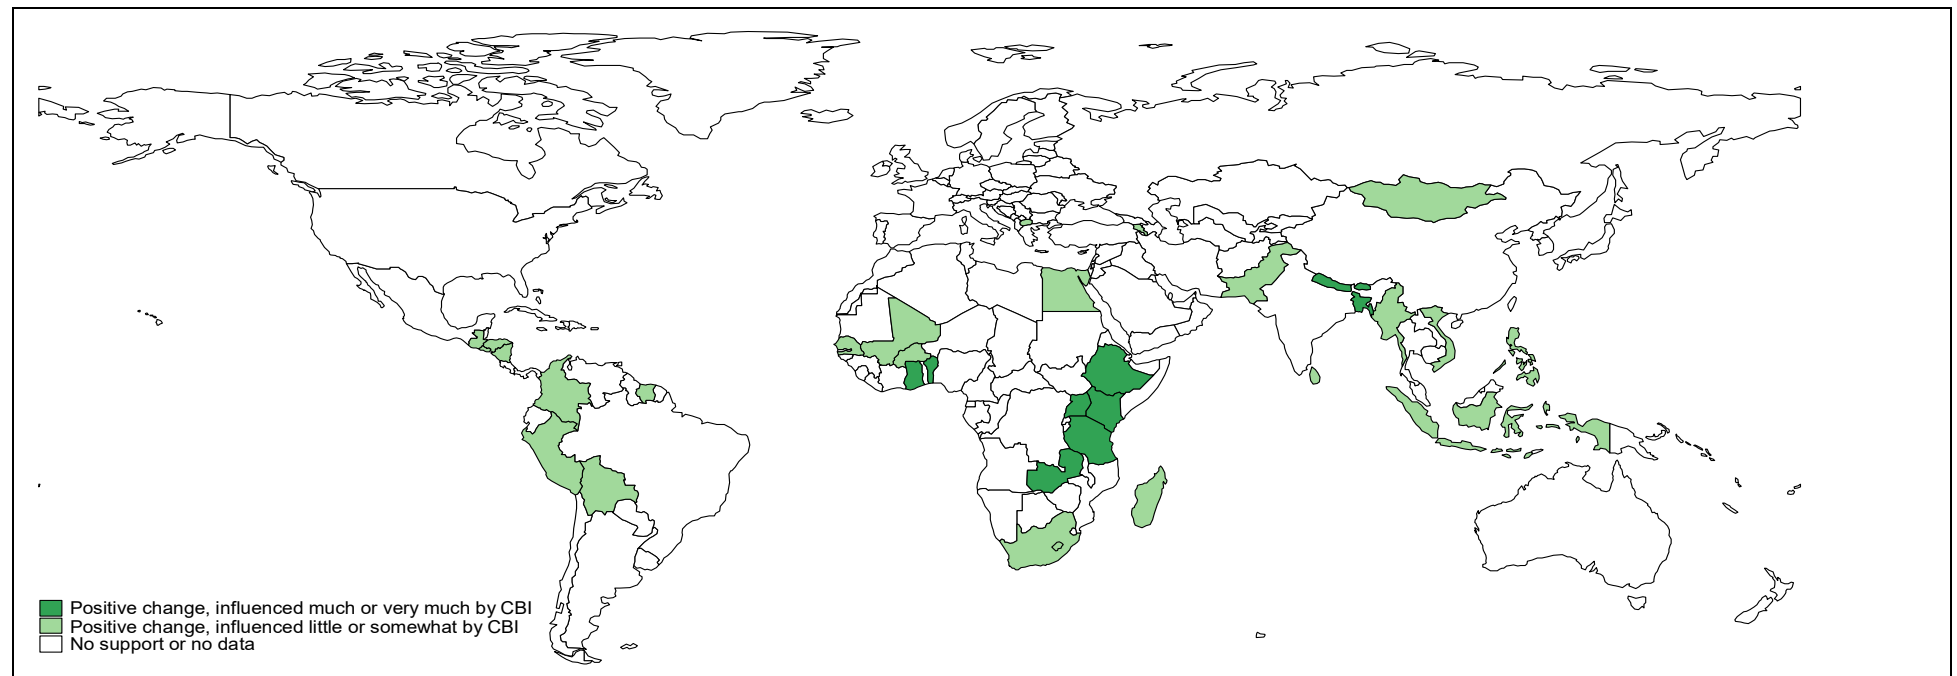 Positive change, influenced much or very much by CBI
Positive change, influenced little or somewhat by CBI
No support or no data